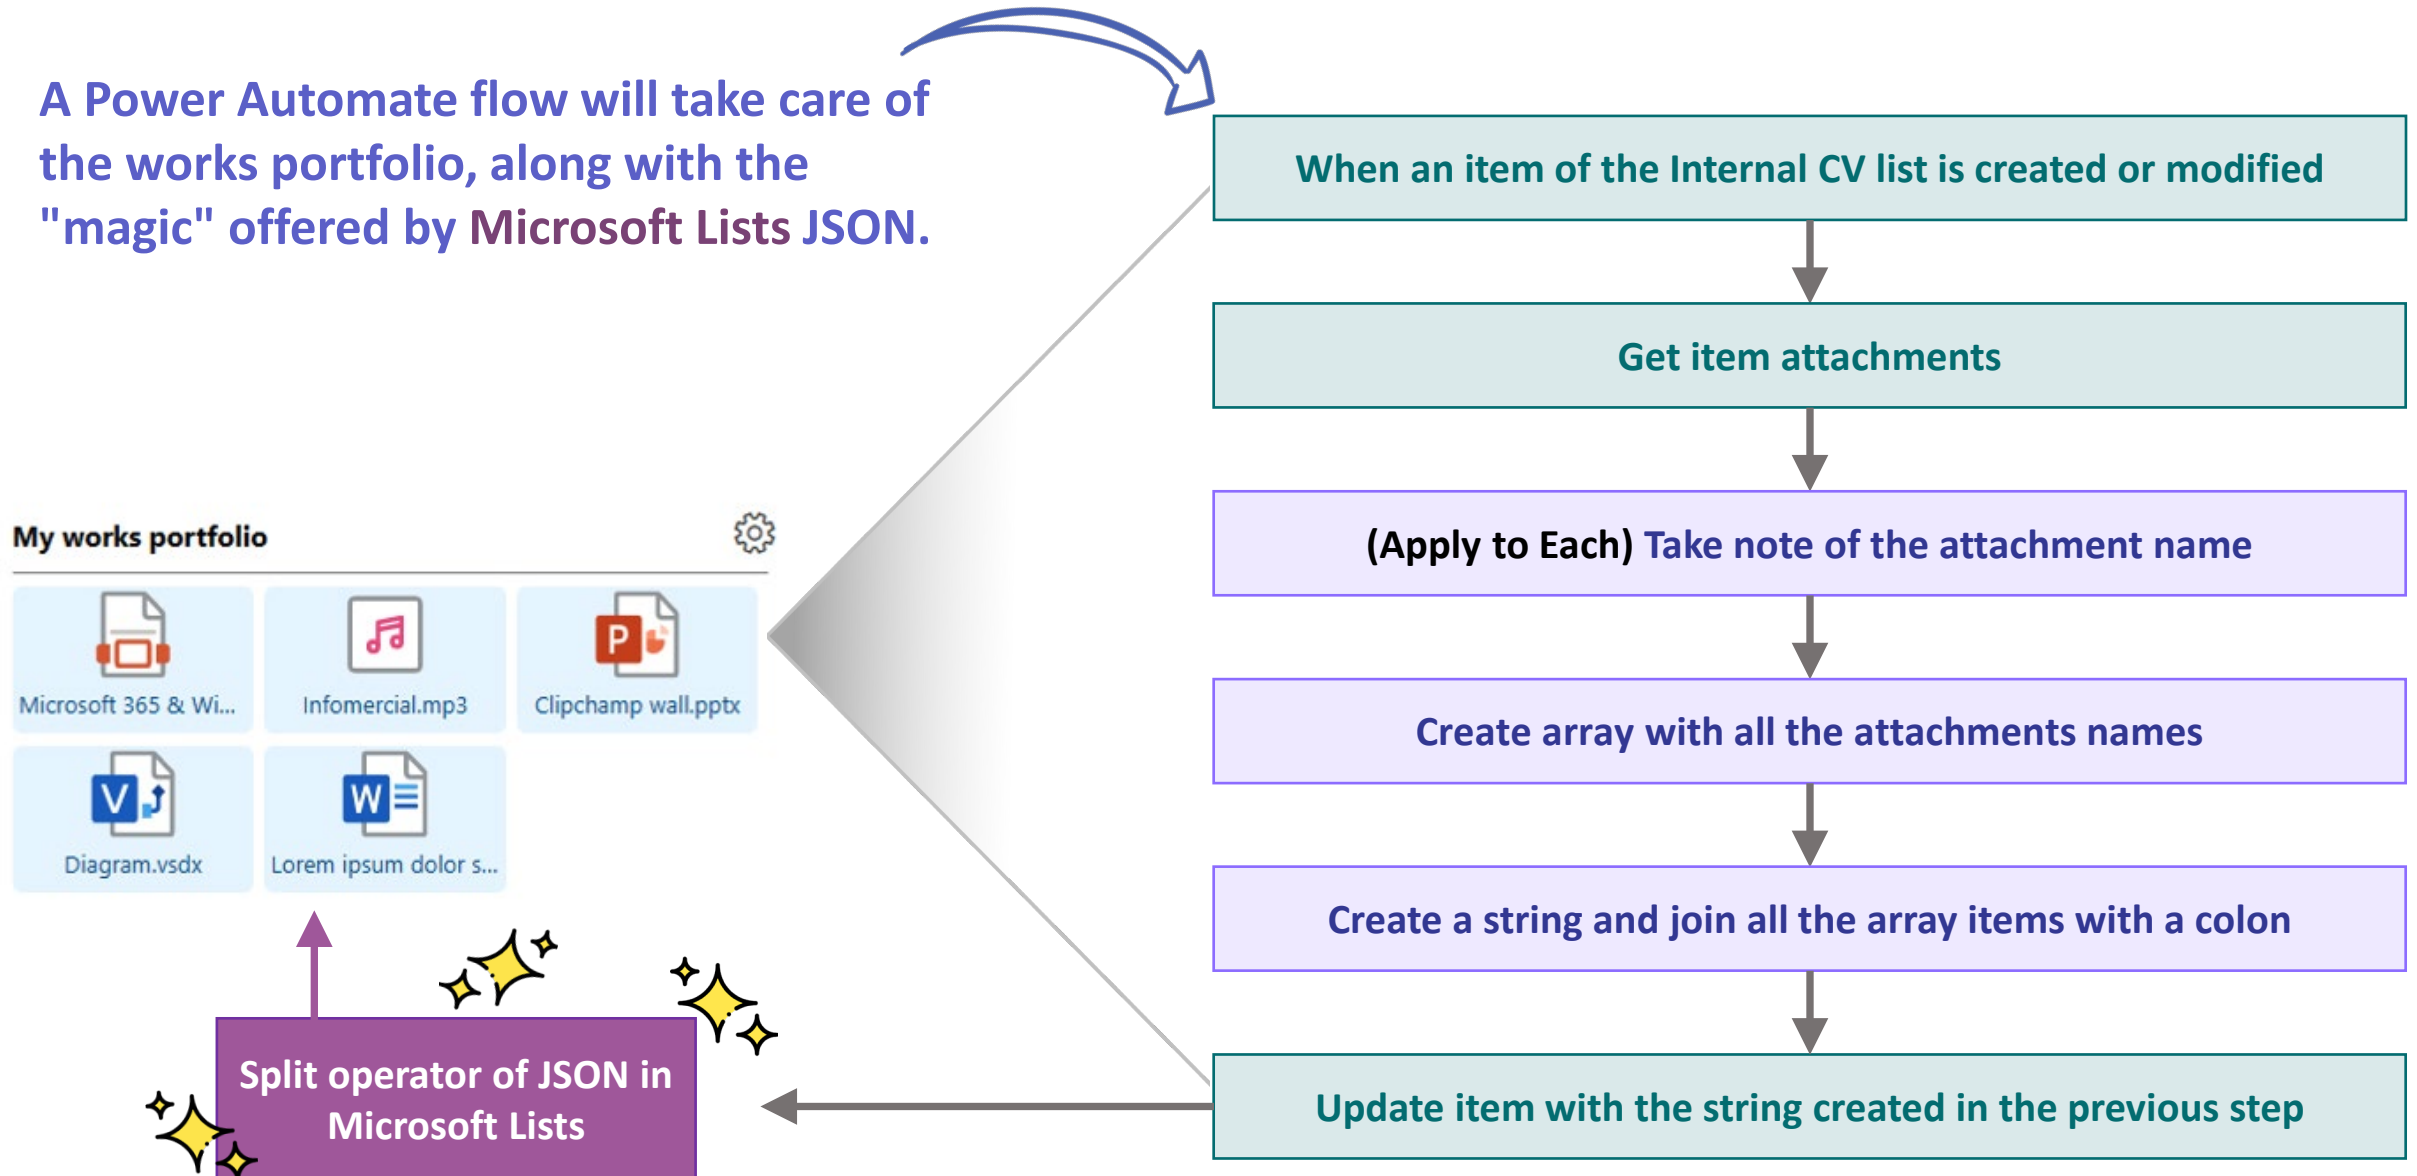 A Power Automate flow will take care of
the works portfolio, along with the
"magic" offered by Microsoft Lists JSON.
When an item of the Internal CV list is created or modified
Get item attachments
(Apply to Each) Take note of the attachment name
Create array with all the attachments names
Create a string and join all the array items with a colon
Update item with the string created in the previous step
My works portfolio
P
Microsoft 365 & Wi...
Infomercial.mp3
Clipchamp wall.pptx
V
W
Diagram.vsdx
Lorem ipsum dolor s...
Split operator of JSON in
Microsoft Lists